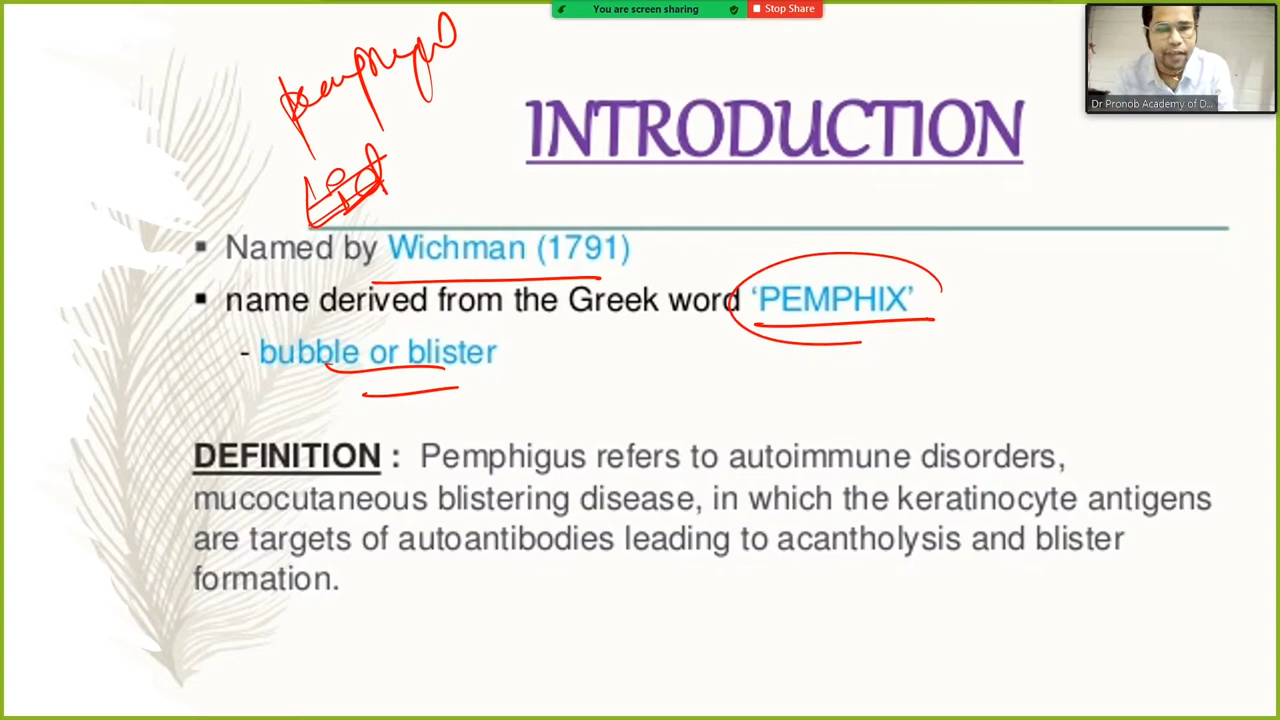 You are screen sharing
Stop Share
Dr Pronob Academy of D...
pemphigus
INTRODUCTION
▪ Named by Wichman (1791)
▪ name derived from the Greek word ‘PEMPHIX’
- bubble or blister
DEFINITION : Pemphigus refers to autoimmune disorders,
mucocutaneous blistering disease, in which the keratinocyte antigens
are targets of autoantibodies leading to acantholysis and blister
formation.